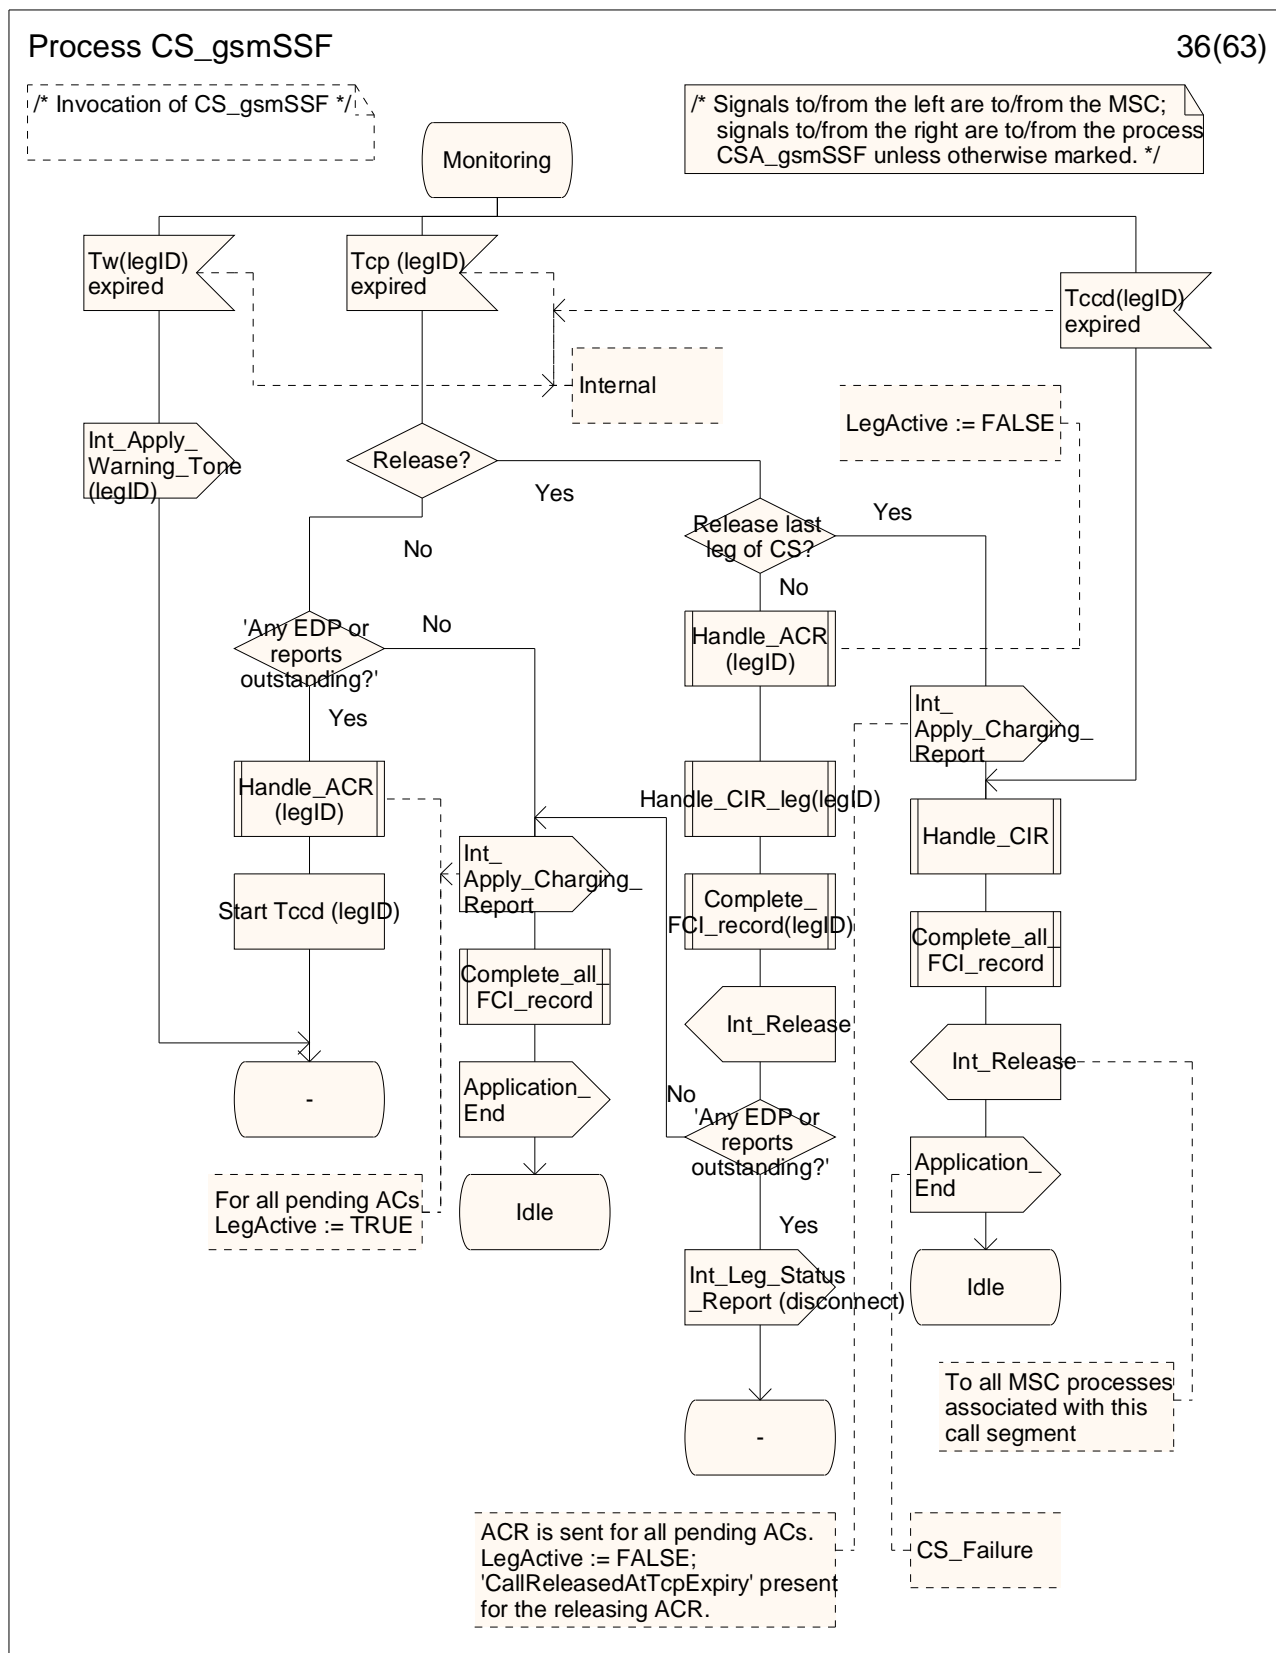 Process CS_gsmSSF
36(63)
/* Invocation of CS_gsmSSF */
/* Signals to/from the left are to/from the MSC;
signals to/from the right are to/from the process
CSA_gsmSSF unless otherwise marked. */
Monitoring
Tw(legID)
expired
Tcp (legID)
expired
Tccd(legID)
expired
Internal
LegActive := FALSE
Int_Apply_
Warning_Tone
(legID)
Release?
Yes
No
Release last
leg of CS?
Yes
No
'Any EDP or
reports
outstanding?'
No
Yes
Handle_ACR
(legID)
Int_
Apply_Charging_
Report
Handle_ACR
(legID)
Handle_CIR_leg(legID)
Handle_CIR
Int_
Apply_Charging_
Report
Start Tccd (legID)
Complete_
FCI_record(legID)
Complete_all_
FCI_record
Complete_all_
FCI_record
Int_Release
Int_Release
-
Application_
End
No
'Any EDP or
reports
outstanding?'
Yes
Application_
End
For all pending ACs
LegActive := TRUE
Idle
Int_Leg_Status
_Report (disconnect)
Idle
To all MSC processes
associated with this
call segment
-
ACR is sent for all pending ACs.
LegActive := FALSE;
'CallReleasedAtTcpExpiry' present
for the releasing ACR.
CS_Failure